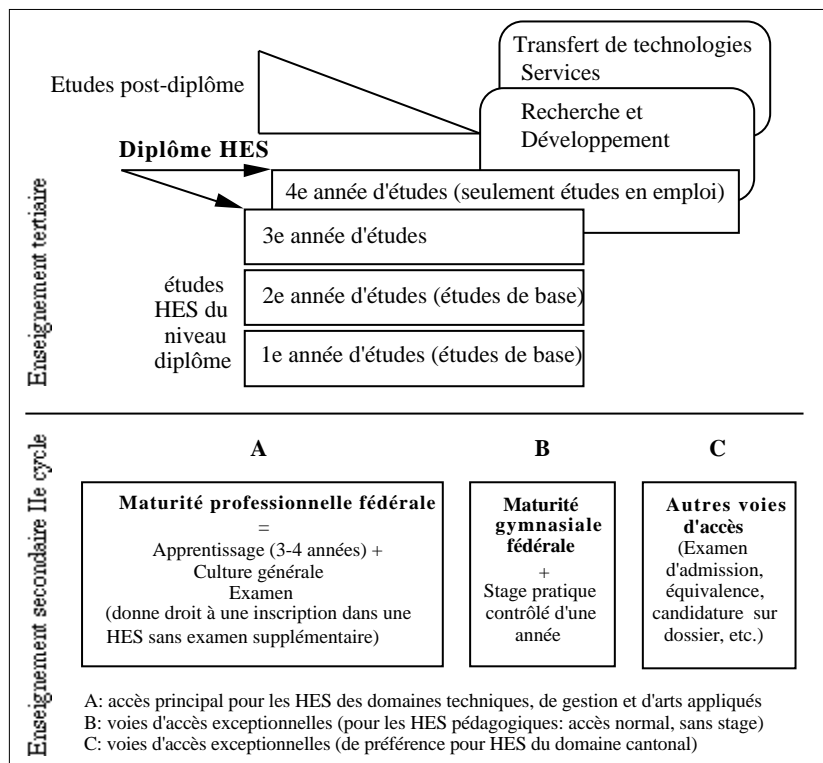 Transfert de technologies
Services
Etudes post-diplôme
Recherche et
Développement
Diplôme HES
4e année d'études (seulement études en emploi)
3e année d'études
études
HES du
niveau
diplôme
2e année d'études (études de base)
1e année d'études (études de base)
Enseignement tertiaire
Enseignement secondaire IIe cycle
A
Maturité professionnelle fédérale
=
Apprentissage (3-4 années) +
Culture générale
Examen
(donne droit à une inscription dans une
HES sans examen supplémentaire)
B
Maturité
gymnasiale
fédérale
+
Stage pratique
contrôlé d'une
année
C
Autres voies
d'accès
(Examen
d'admission,
équivalence,
candidature sur
dossier, etc.)
A: accès principal pour les HES des domaines techniques, de gestion et d'arts appliqués
B: voies d'accès exceptionnelles (pour les HES pédagogiques: accès normal, sans stage)
C: voies d'accès exceptionnelles (de préférence pour HES du domaine cantonal)